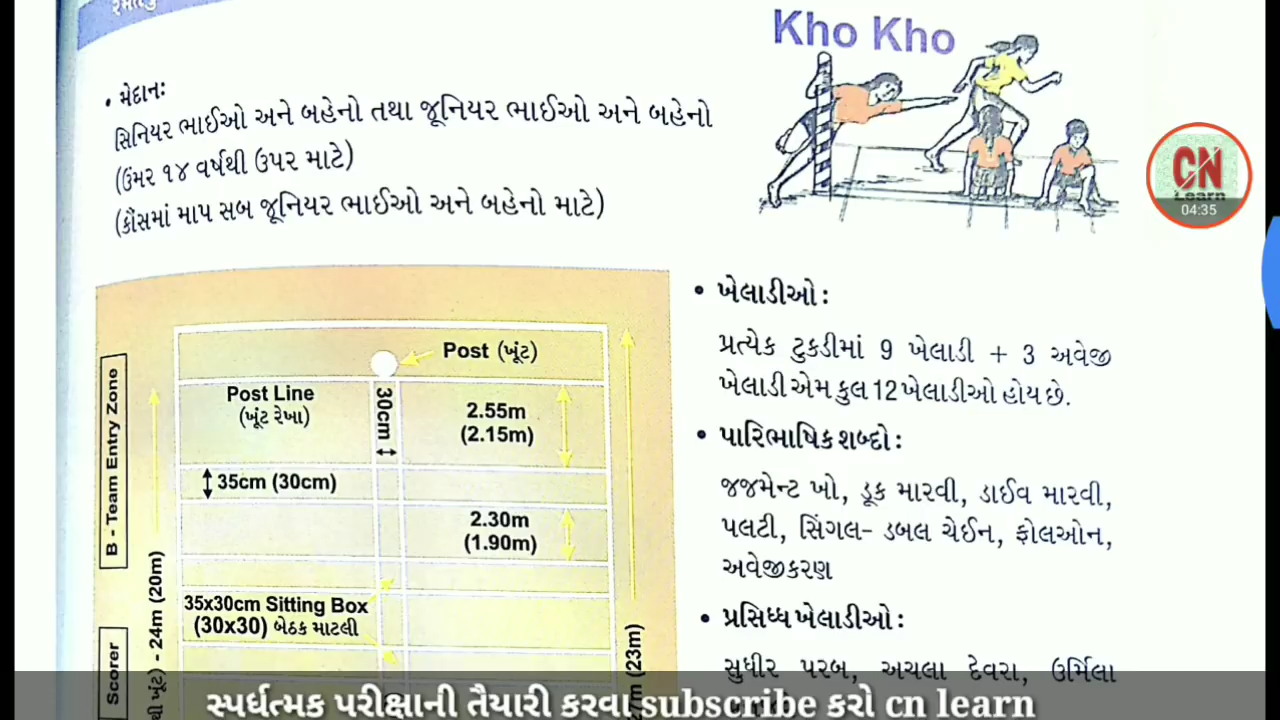 રમતનું
Kho Kho
• મેદાનઃ
સિનિયર ભાઈઓ અને બહેનો તથા જૂનિયર ભાઈઓ અને બહેનો
(ઉંમર ૧૪ વર્ષથી ઉપર માટે)
(કૌંસમાં માપ સબ જૂનિયર ભાઈઓ અને બહેનો માટે)
CN
Learn
04:35
Post (ખૂંટ)
Post Line
(ખૂંટ રેખા)
30cm
2.55m
(2.15m)
35cm (30cm)
2.30m
(1.90m)
35x30cm Sitting Box
(30x30) બેઠક માટલી
B - Team Entry Zone
Scorer
ખૂંટ) - 24m (20m)
(23m)
• ખેલાડીઓ :
પ્રત્યેક ટુકડીમાં 9 ખેલાડી + 3 અવેજી
ખેલાડી એમ કુલ 12 ખેલાડીઓ હોય છે.
• પારિભાષિક શબ્દો :
જજમેન્ટ ખો, ડૂક મારવી, ડાઈવ મારવી,
પલટી, સિંગલ- ડબલ ચેઈન, ફોલઓન,
અવેજીકરણ
• પ્રસિધ્ધ ખેલાડીઓ :
સુધીર પરબ, અચલા દેવરા, ઉર્મિલા
સ્પર્ધત્મક પરીક્ષાની તૈયારી કરવા subscribe કરો cn learn